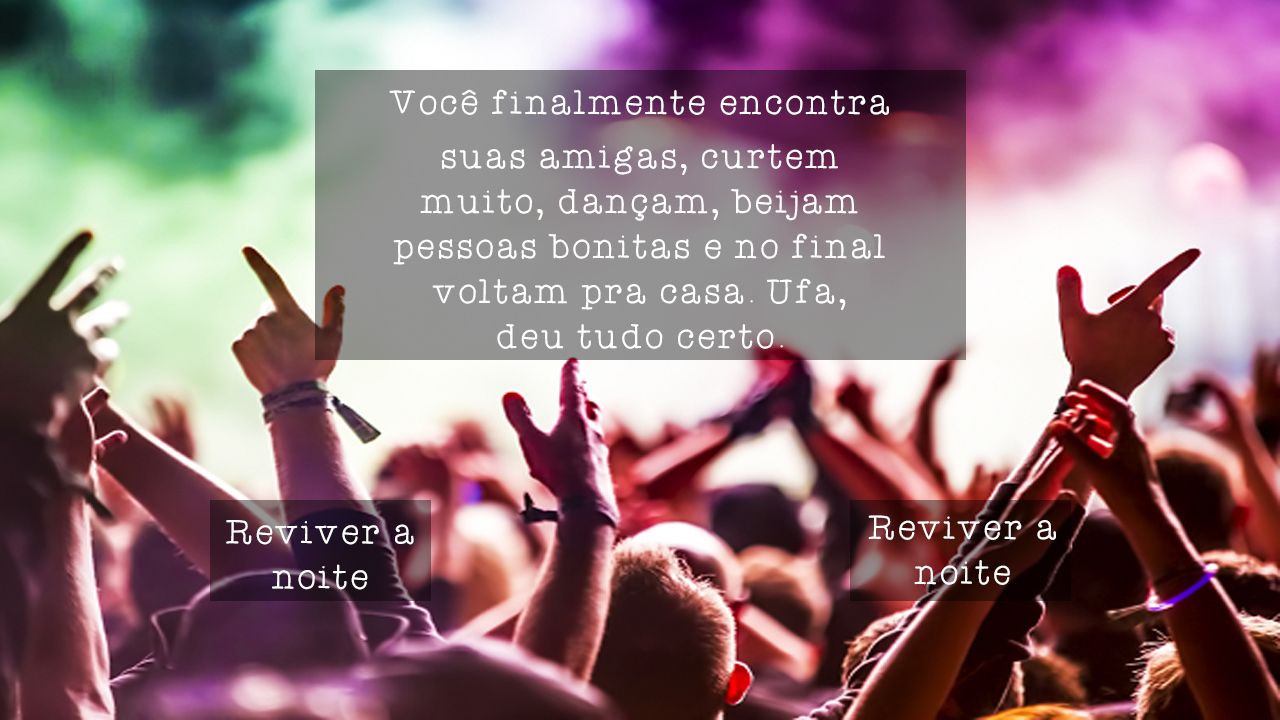 Você finalmente encontra
suas amigas, curtem
muito, dançam, beijam
pessoas bonitas e no final
voltam pra casa. Ufa,
deu tudo certo.
Reviver a
noite
Reviver a
noite